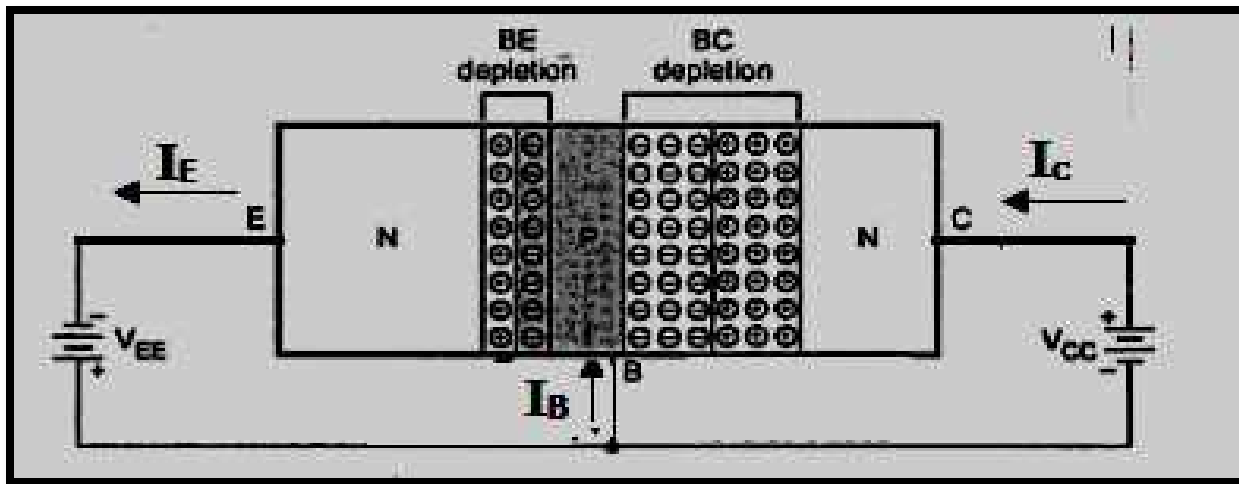 BE
depletion
BC
depletion
IE
IC
E
N
P
N
C
- VEE +
+ VCC -
IB
B